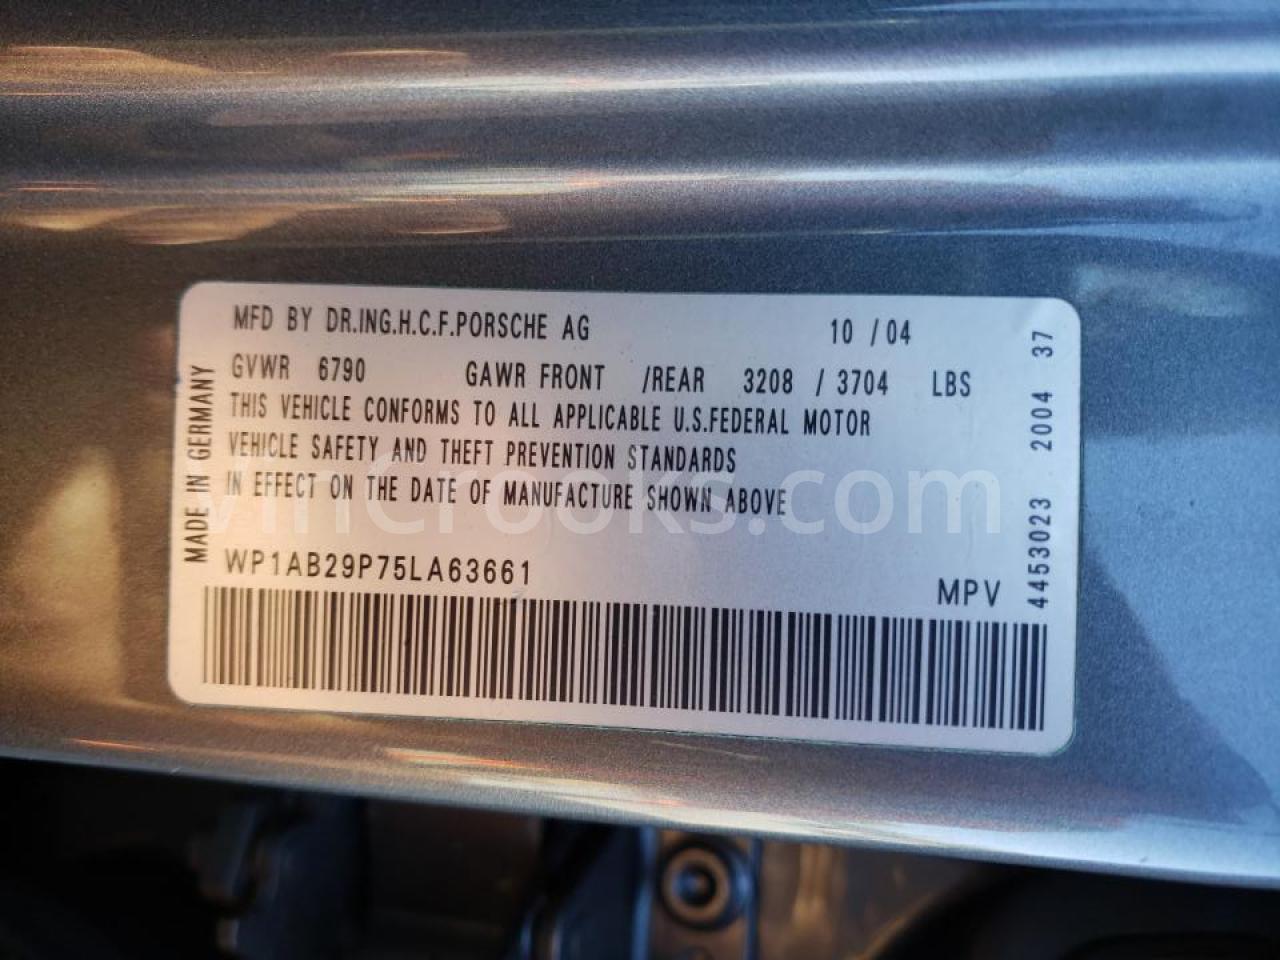 MFD BY DR.ING.H.C.F.PORSCHE AG 10 / 04
GVWR 6790 GAWR FRONT /REAR 3208 / 3704 LBS
THIS VEHICLE CONFORMS TO ALL APPLICABLE U.S.FEDERAL MOTOR
VEHICLE SAFETY AND THEFT PREVENTION STANDARDS
IN EFFECT ON THE DATE OF MANUFACTURE SHOWN ABOVE
WP1AB29P75LA63661
MPV
MADE IN GERMANY
4453023 2004 37
VinCrooks.com